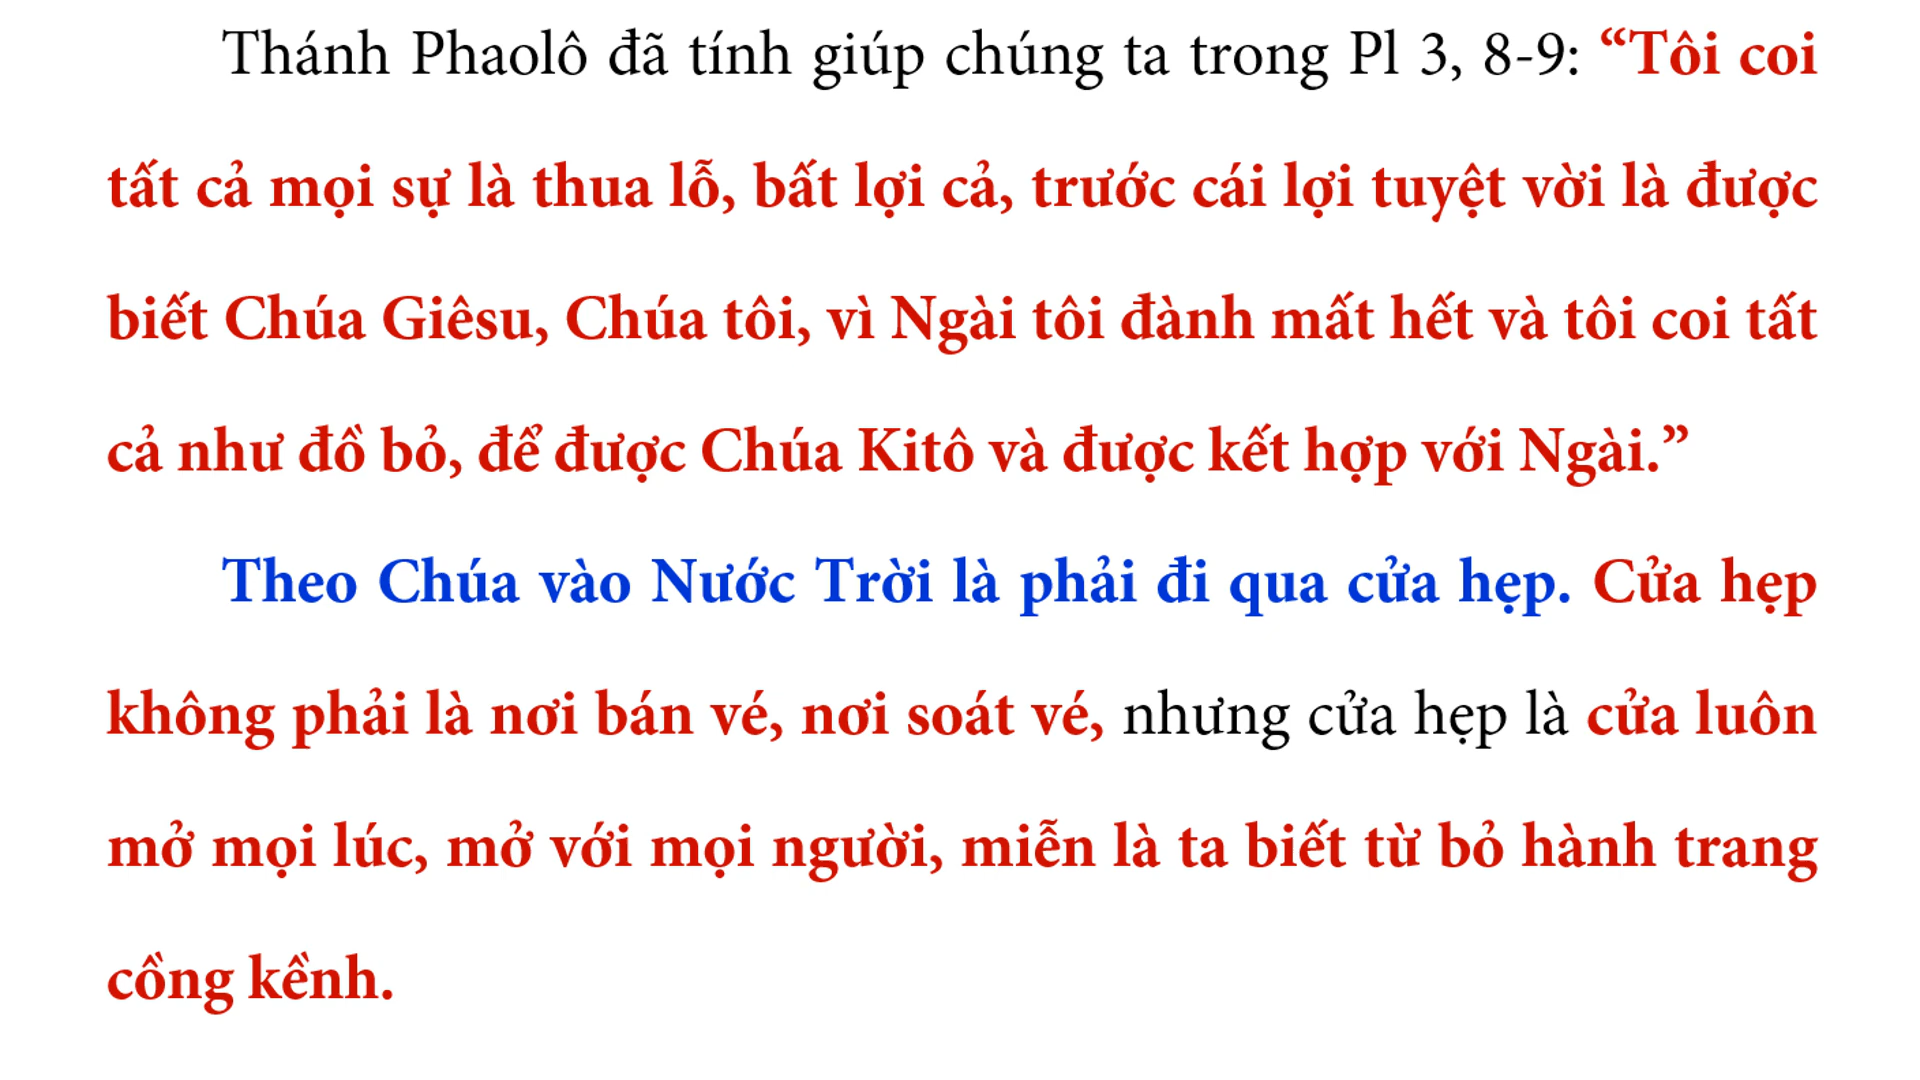 Thánh Phaolô đã tính giúp chúng ta trong Pl 3, 8-9: “Tôi coi
tất cả mọi sự là thua lỗ, bất lợi cả, trước cái lợi tuyệt vời là được
biết Chúa Giêsu, Chúa tôi, vì Ngài tôi đành mất hết và tôi coi tất
cả như đồ bỏ, để được Chúa Kitô và được kết hợp với Ngài.”
Theo Chúa vào Nước Trời là phải đi qua cửa hẹp. Cửa hẹp
không phải là nơi bán vé, nơi soát vé, nhưng cửa hẹp là cửa luôn
mở mọi lúc, mở với mọi người, miễn là ta biết từ bỏ hành trang
cồng kềnh.